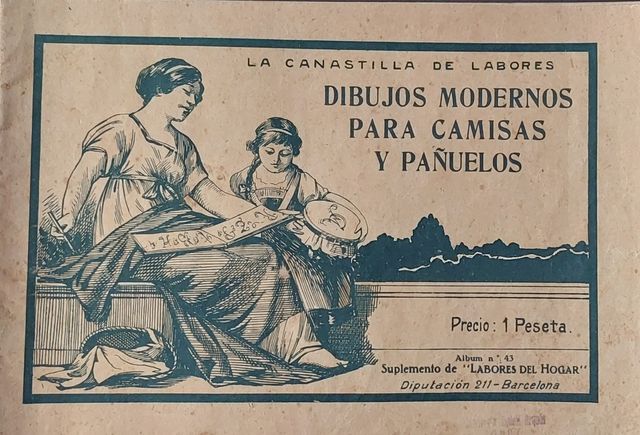 LA CANASTILLA DE LABORES
DIBUJOS MODERNOS
PARA CAMISAS
Y PAÑUELOS
Precio: 1 Peseta.
Album n°. 43
Suplemento de "LABORES DEL HOGAR"
Diputación 211-Barcelona